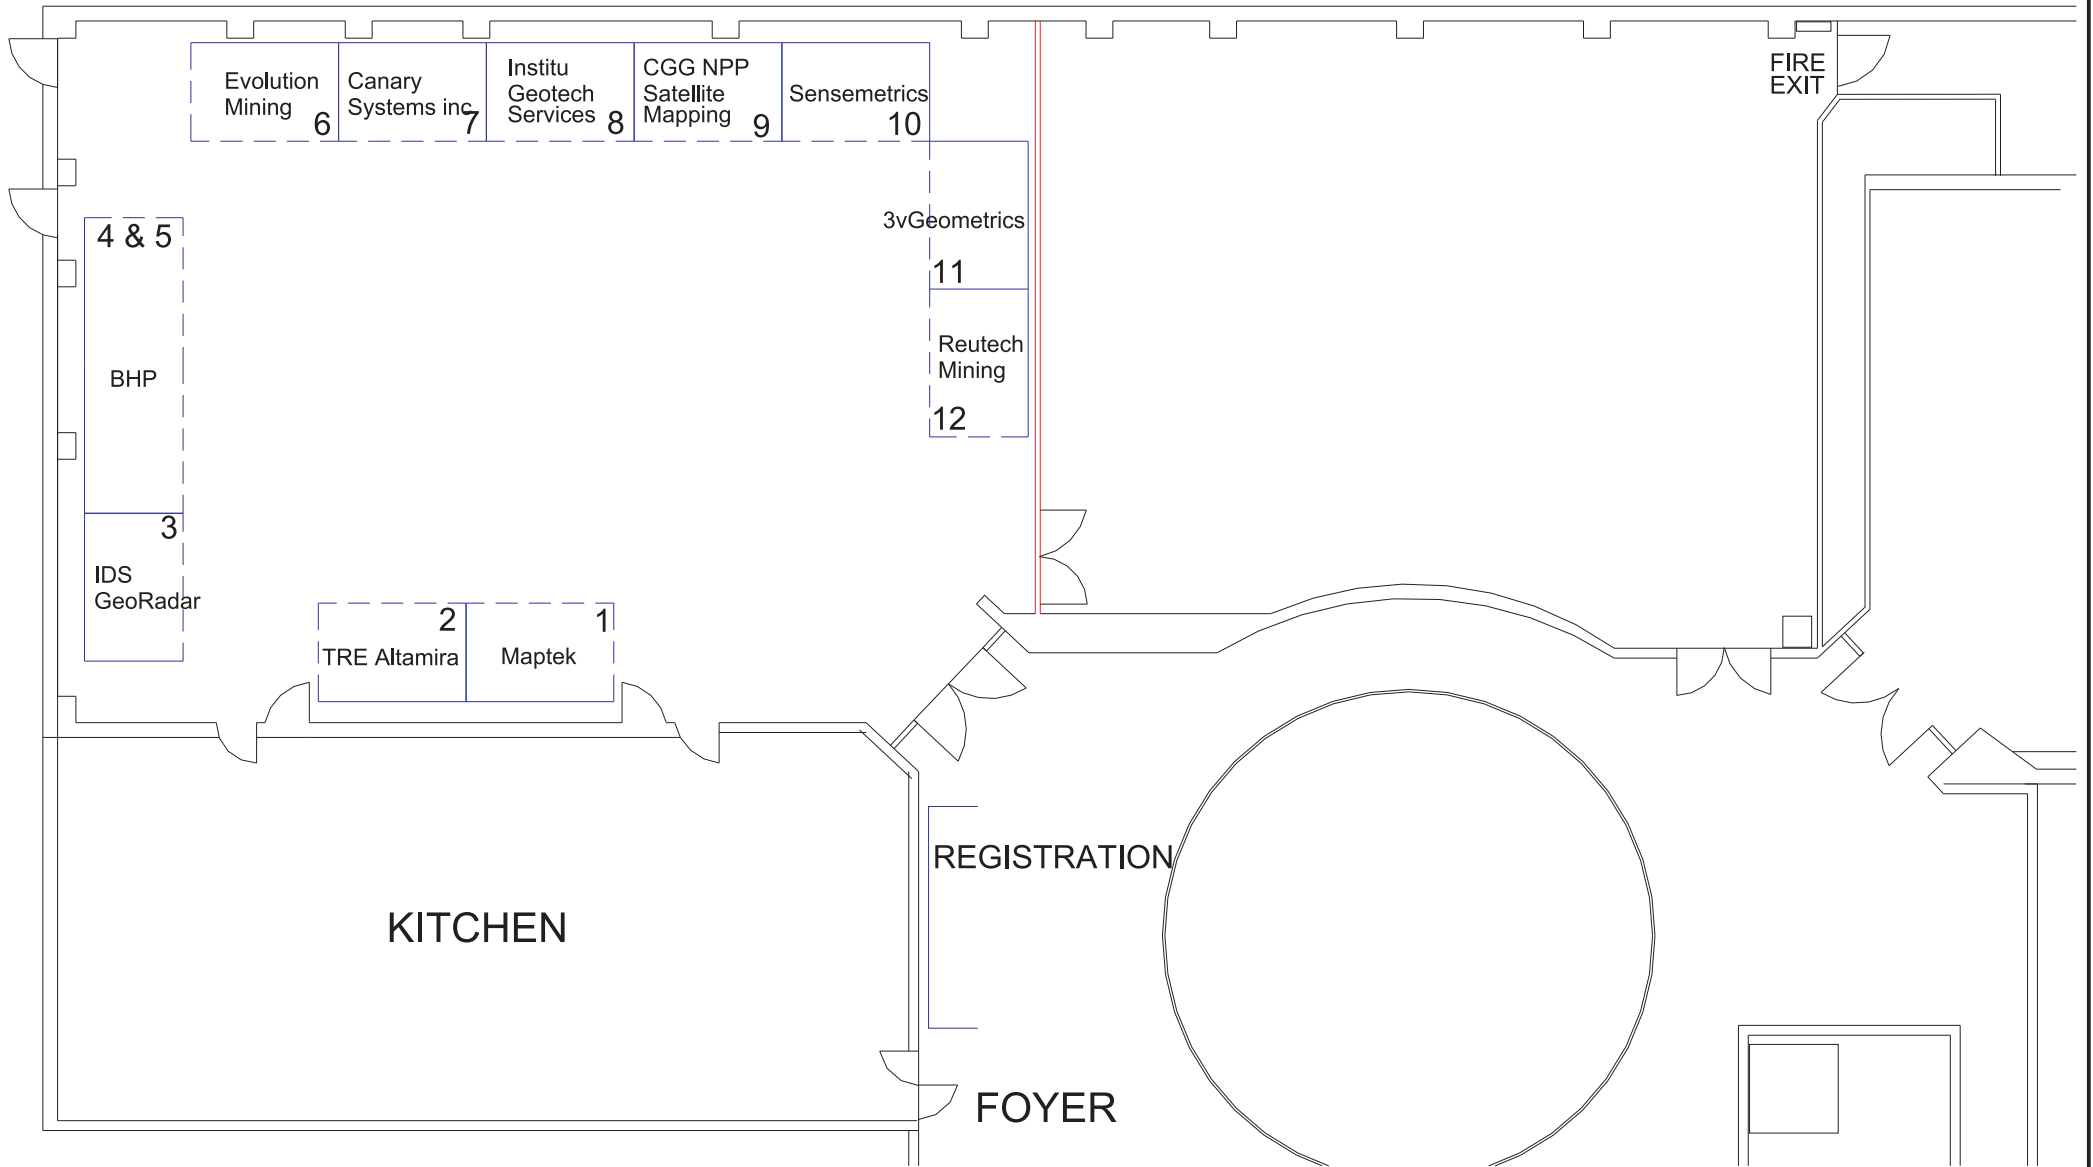 Evolution
Mining
6
Canary
Systems inc
7
Institu
Geotech
Services
8
CGG NPP
Satellite
Mapping
9
Sensemetrics
10
FIRE
EXIT
4 & 5
BHP
3vGeometrics
11
Reutech
Mining
12
3
IDS
GeoRadar
2
TRE Altamira
1
Maptek
REGISTRATION
KITCHEN
FOYER